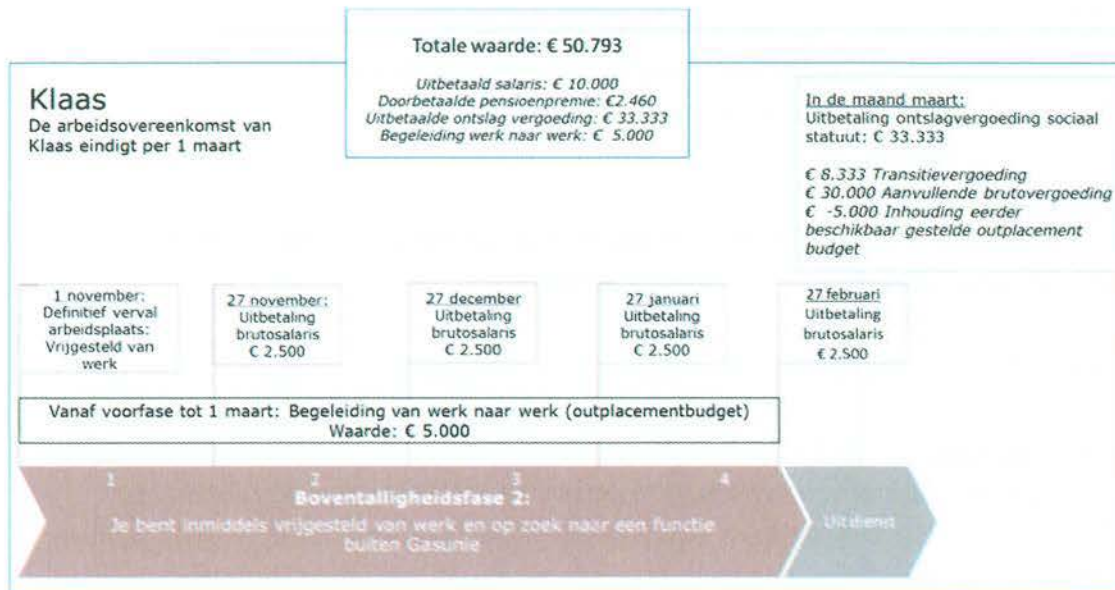 Totale waarde: € 50.793
Uitbetaald salaris: € 10.000
Doorbetaalde pensioenpremie: €2.460
Uitbetaalde ontslag vergoeding: € 33.333
Begeleiding werk naar werk: € 5.000
Klaas
De arbeidsovereenkomst van
Klaas eindigt per 1 maart
In de maand maart:
Uitbetaling ontslagvergoeding sociaal
statuut: € 33.333
€ 8.333 Transitievergoeding
€ 30.000 Aanvullende brutovergoeding
€ -5.000 Inhouding eerder
beschikbaar gestelde outplacement
budget
1 november:
Definitief verval
arbeidsplaats:
Vrijgesteld van
werk
27 november:
Uitbetaling
brutosalaris
€ 2.500
27 december
Uitbetaling
brutosalaris
€ 2.500
27 januari
Uitbetaling
brutosalaris
€ 2.500
27 februari
Uitbetaling
brutosalaris
€ 2.500
Vanaf voorfase tot 1 maart: Begeleiding van werk naar werk (outplacementbudget)
Waarde: € 5.000
1 2 3 4
Boventalligheidsfase 2:
Je bent inmiddels vrijgesteld van werk en op zoek naar een functie
buiten Gasunie
Uit dienst